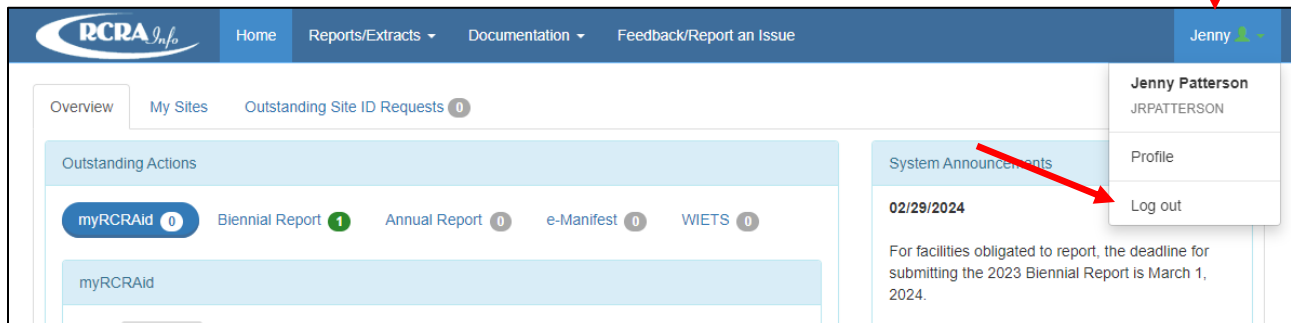 RCRAInfo Home Reports/Extracts Documentation Feedback/Report an Issue Jenny
Jenny Patterson
JRPATTERSON
Profile
Log out
Overview My Sites Outstanding Site ID Requests 0
Outstanding Actions
myRCRAid 0 Biennial Report 1 Annual Report 0 e-Manifest 0 WIETS 0
myRCRAid
System Announcements
02/29/2024
For facilities obligated to report, the deadline for
submitting the 2023 Biennial Report is March 1,
2024.